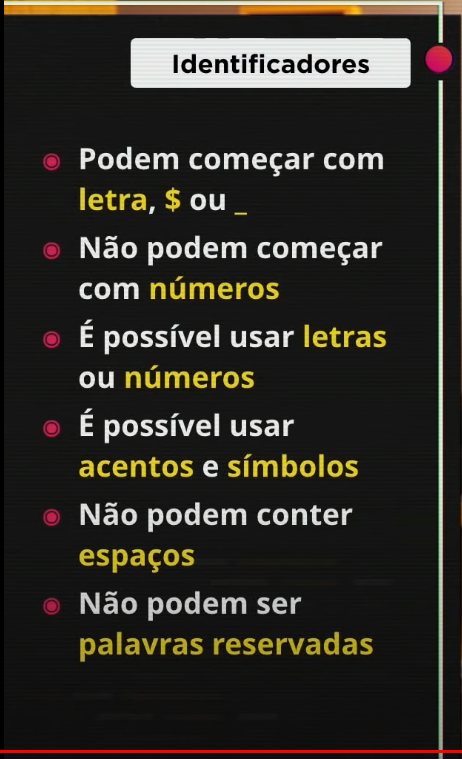 Identificadores
Podem começar com
letra, $ ou _
Não podem começar
com números
É possível usar letras
ou números
É possível usar
acentos e símbolos
Não podem conter
espaços
Não podem ser
palavras reservadas